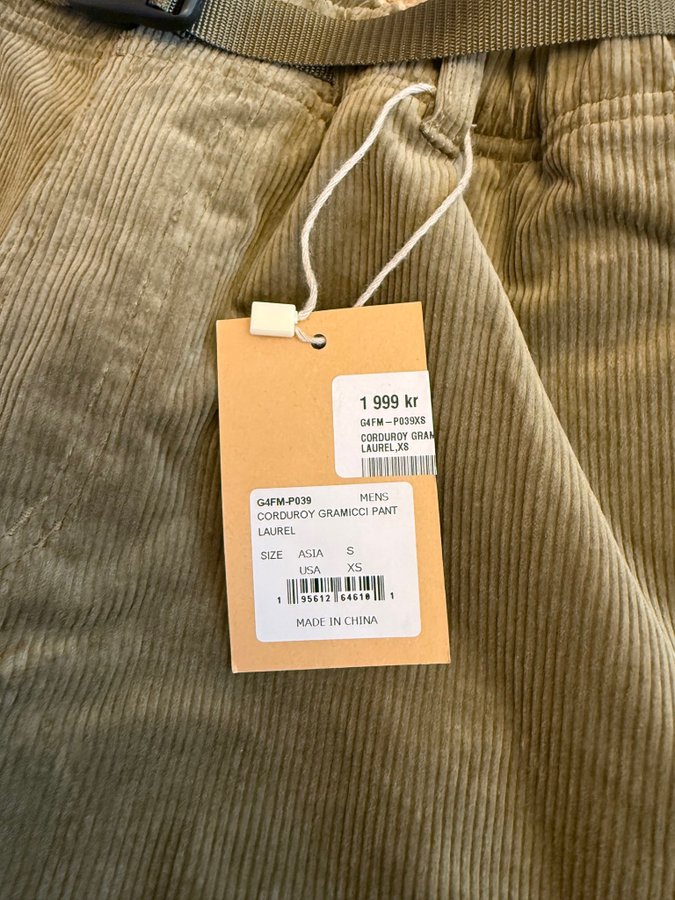 1 999 kr
G4FM-P039XS
CORDUROY GRAM
LAUREL,XS
G4FM-P039 MENS
CORDUROY GRAMICCI PANT
LAUREL
SIZE ASIA S
USA XS
1 95612 64610 1
MADE IN CHINA